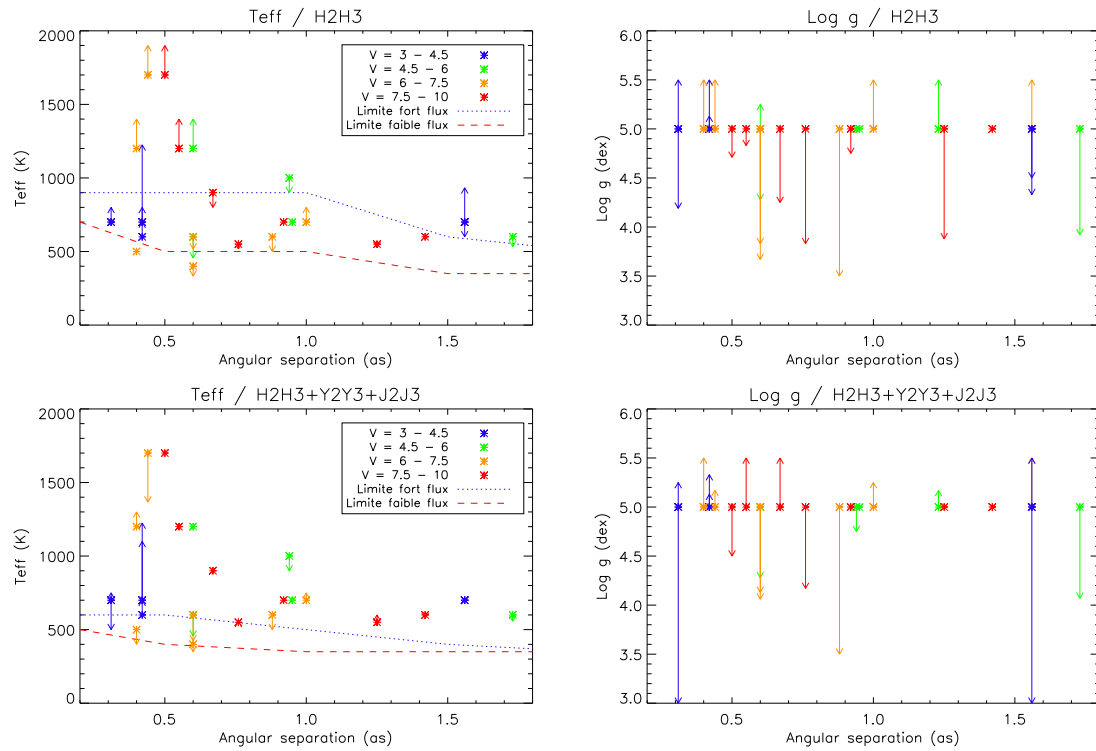 Teff / H2H3
2000
1500
1000
500
0
Teff (K)
0.5
1.0
1.5
Angular separation (as)
V = 3 - 4.5
V = 4.5 - 6
V = 6 - 7.5
V = 7.5 - 10
Limite fort flux
Limite faible flux
Log g / H2H3
6.0
5.5
5.0
4.5
4.0
3.5
3.0
Log g (dex)
0.5
1.0
1.5
Angular separation (as)
Teff / H2H3+Y2Y3+J2J3
2000
1500
1000
500
0
Teff (K)
0.5
1.0
1.5
Angular separation (as)
V = 3 - 4.5
V = 4.5 - 6
V = 6 - 7.5
V = 7.5 - 10
Limite fort flux
Limite faible flux
Log g / H2H3+Y2Y3+J2J3
6.0
5.5
5.0
4.5
4.0
3.5
3.0
Log g (dex)
0.5
1.0
1.5
Angular separation (as)